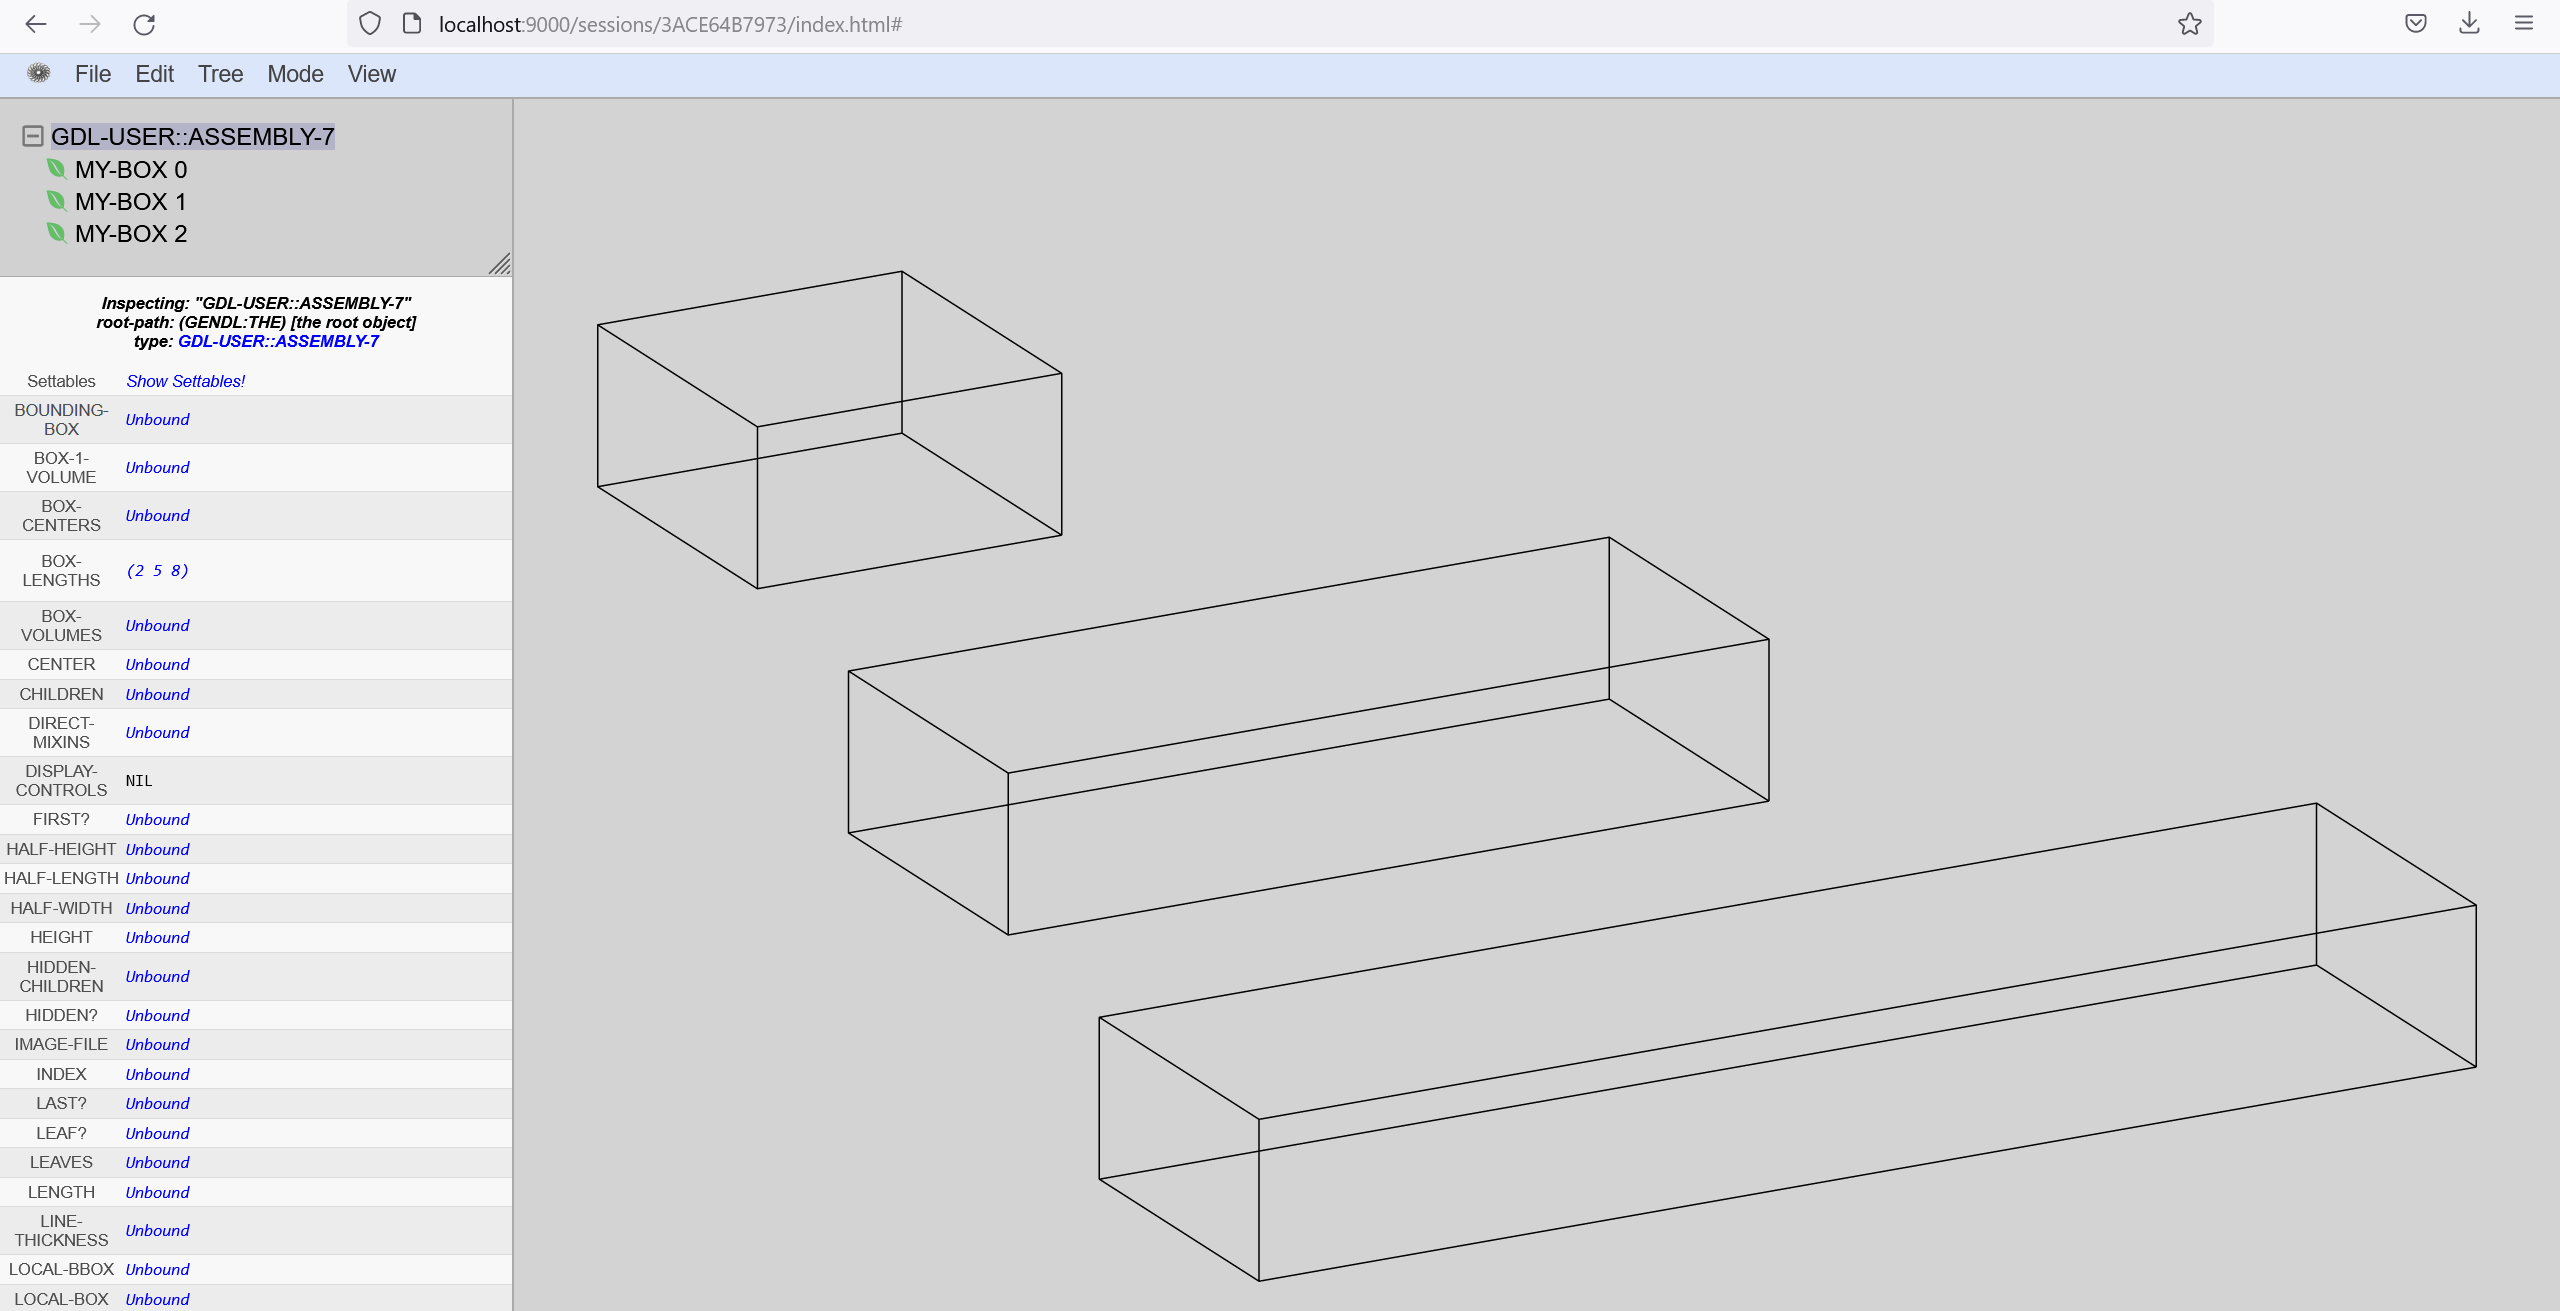 localhost:9000/sessions/3ACE64B7973/index.html#
File Edit Tree Mode View
GDL-USER::ASSEMBLY-7
MY-BOX 0
MY-BOX 1
MY-BOX 2
Inspecting: "GDL-USER::ASSEMBLY-7"
root-path: (GENDL:THE) [the root object]
type: GDL-USER::ASSEMBLY-7
Settables Show Settables!
BOUNDING-
BOX Unbound
BOX-1-
VOLUME Unbound
BOX-
CENTERS Unbound
BOX-
LENGTHS (2 5 8)
BOX-
VOLUMES Unbound
CENTER Unbound
CHILDREN Unbound
DIRECT-
MIXINS Unbound
DISPLAY-
CONTROLS NIL
FIRST? Unbound
HALF-HEIGHT Unbound
HALF-LENGTH Unbound
HALF-WIDTH Unbound
HEIGHT Unbound
HIDDEN-
CHILDREN Unbound
HIDDEN? Unbound
IMAGE-FILE Unbound
INDEX Unbound
LAST? Unbound
LEAF? Unbound
LEAVES Unbound
LENGTH Unbound
LINE-
THICKNESS Unbound
LOCAL-BBOX Unbound
LOCAL-BOX Unbound